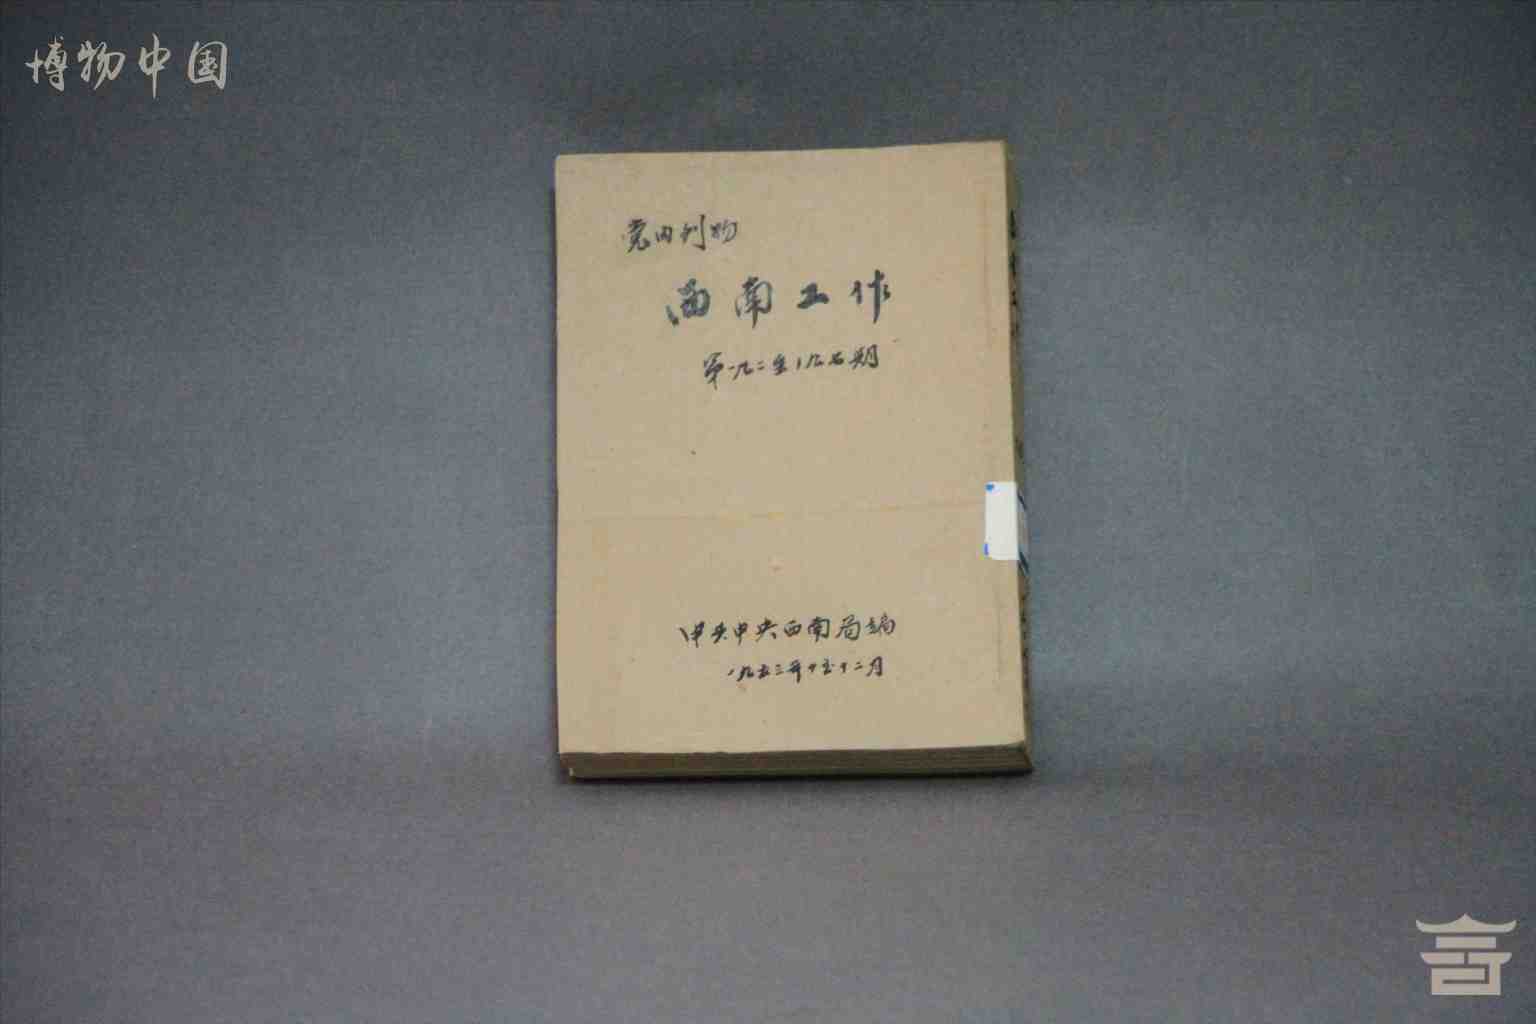 博物中国
党内刊物
西南工作
第一九二至一九七期
中共中央西南局编
一九五三年十至十二月